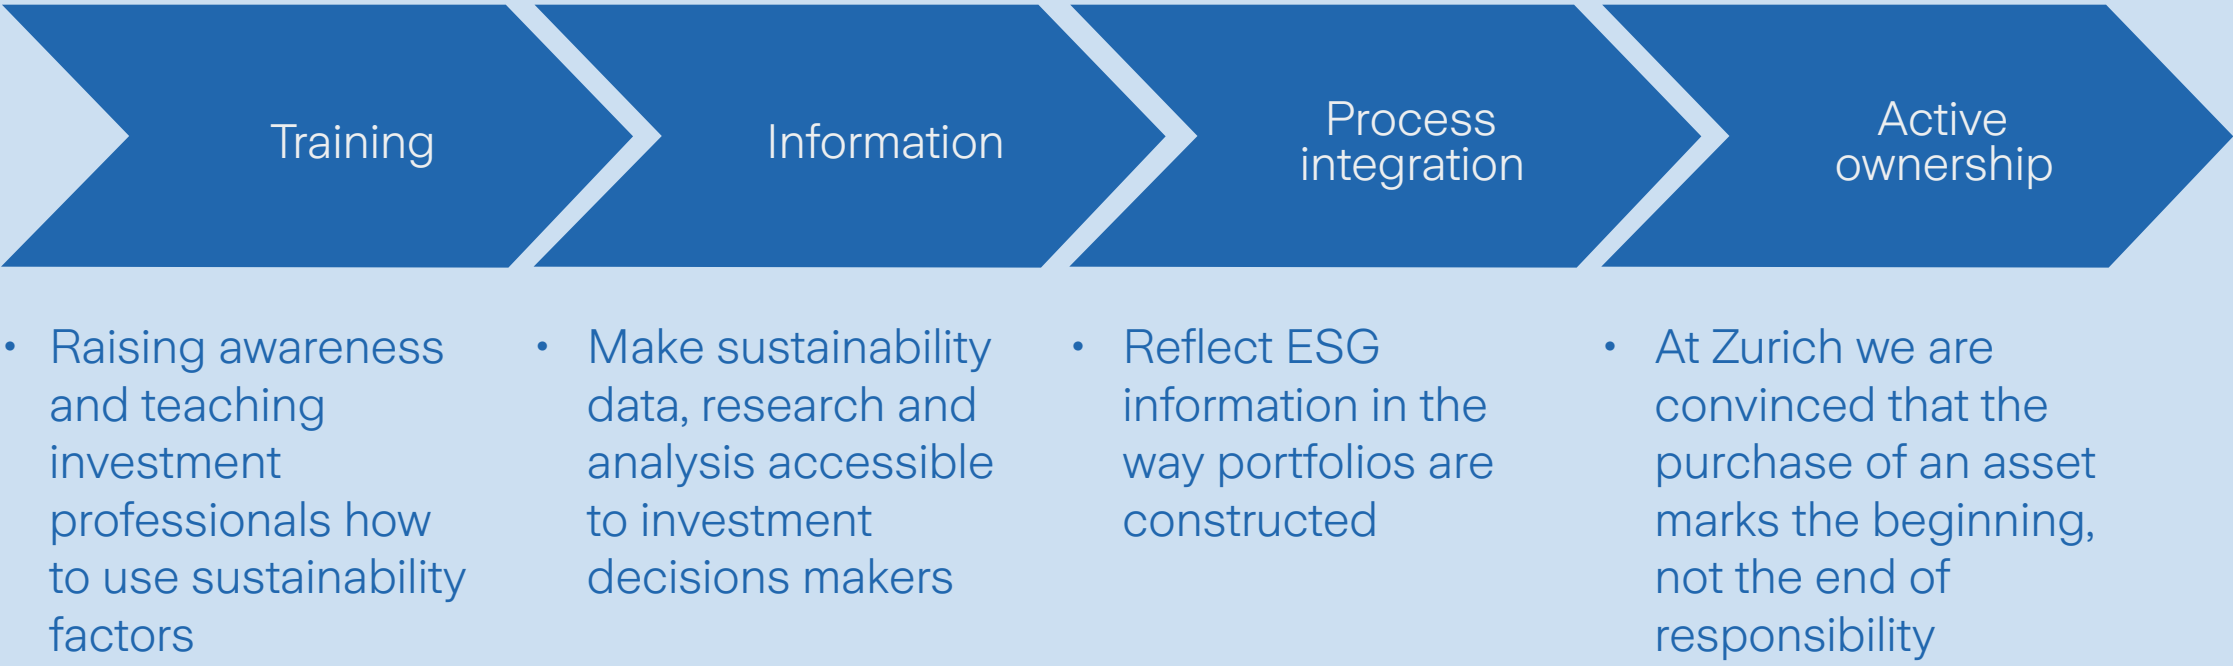 Training
Information
Process
integration
Active
ownership
• Raising awareness
and teaching
investment
professionals how
to use sustainability
factors
• Make sustainability
data, research and
analysis accessible
to investment
decisions makers
• Reflect ESG
information in the
way portfolios are
constructed
• At Zurich we are
convinced that the
purchase of an asset
marks the beginning,
not the end of
responsibility